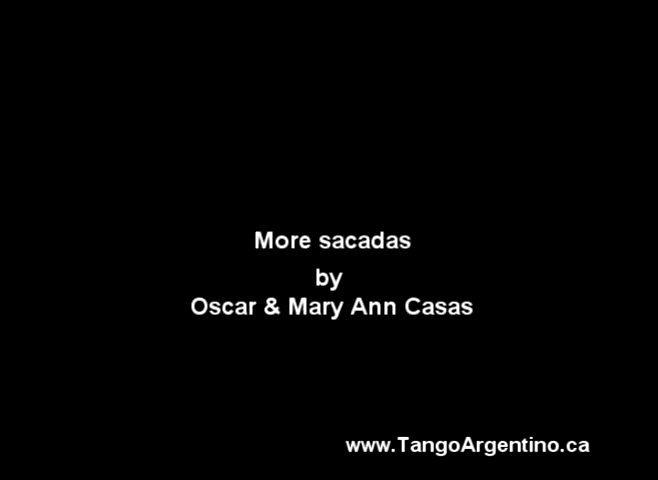 More sacadas
by
Oscar & Mary Ann Casas
www.TangoArgentino.ca